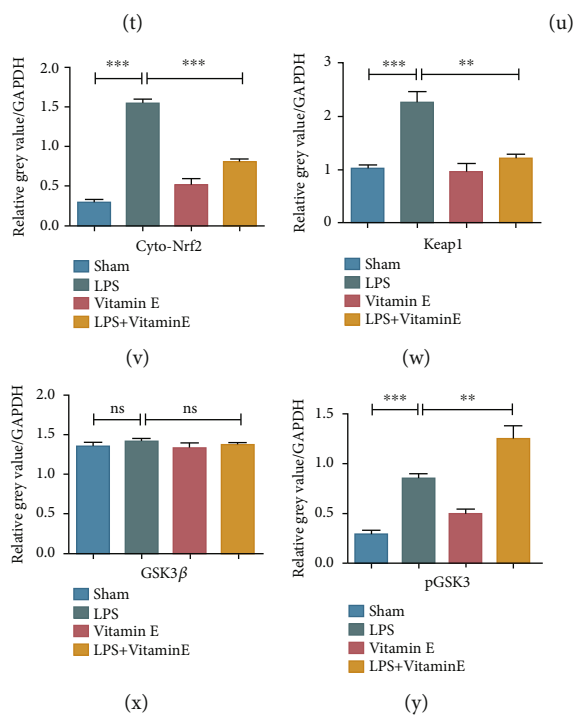 (t) (u)
Relative grey value/GAPDH
2.0
1.5
1.0
0.5
0.0
*** ***
Cyto-Nrf2
Sham
LPS
Vitamin E
LPS+VitaminE
(v)
Relative grey value/GAPDH
3
2
1
0
*** **
Keap1
Sham
LPS
Vitamin E
LPS+VitaminE
(w)
Relative grey value/GAPDH
2.0
1.5
1.0
0.5
0.0
ns ns
GSK3β
Sham
LPS
Vitamin E
LPS+VitaminE
(x)
Relative grey value/GAPDH
1.5
1.0
0.5
0.0
*** **
pGSK3
Sham
LPS
Vitamin E
LPS+VitaminE
(y)